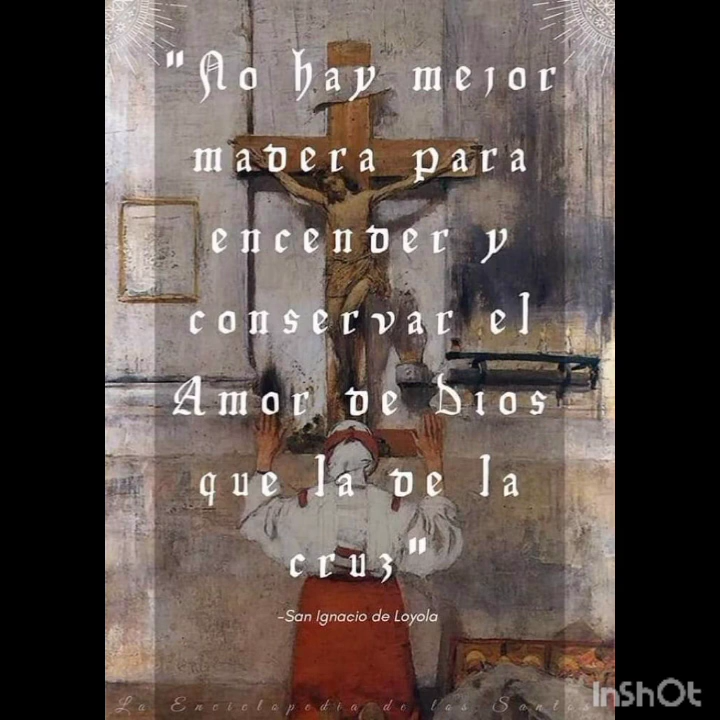 "No hay mejor
madera para
encender y
conservar el
Amor de Dios
que la de la
cruz"
-San Ignacio de Loyola
La Enciclopedia de los Santos
InShOt